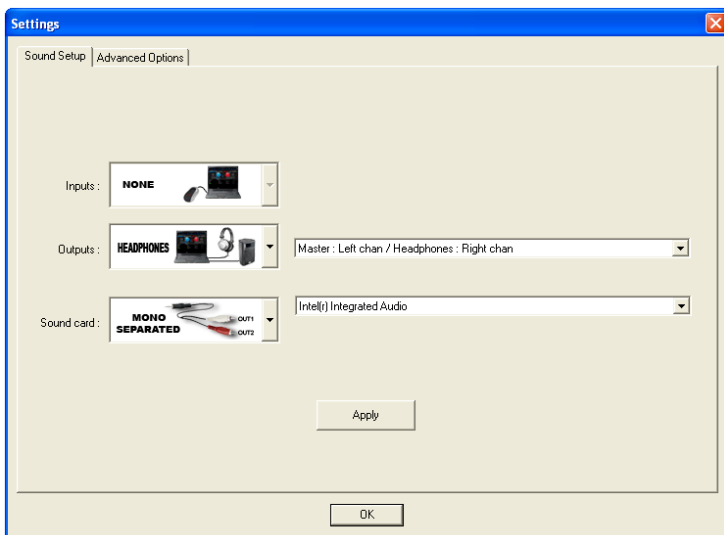 Settings
Sound Setup
Advanced Options
Inputs :
NONE
Outputs :
HEADPHONES
Master : Left chan / Headphones : Right chan
Sound card :
MONO
SEPARATED
OUT1
OUT2
Intel(r) Integrated Audio
Apply
OK